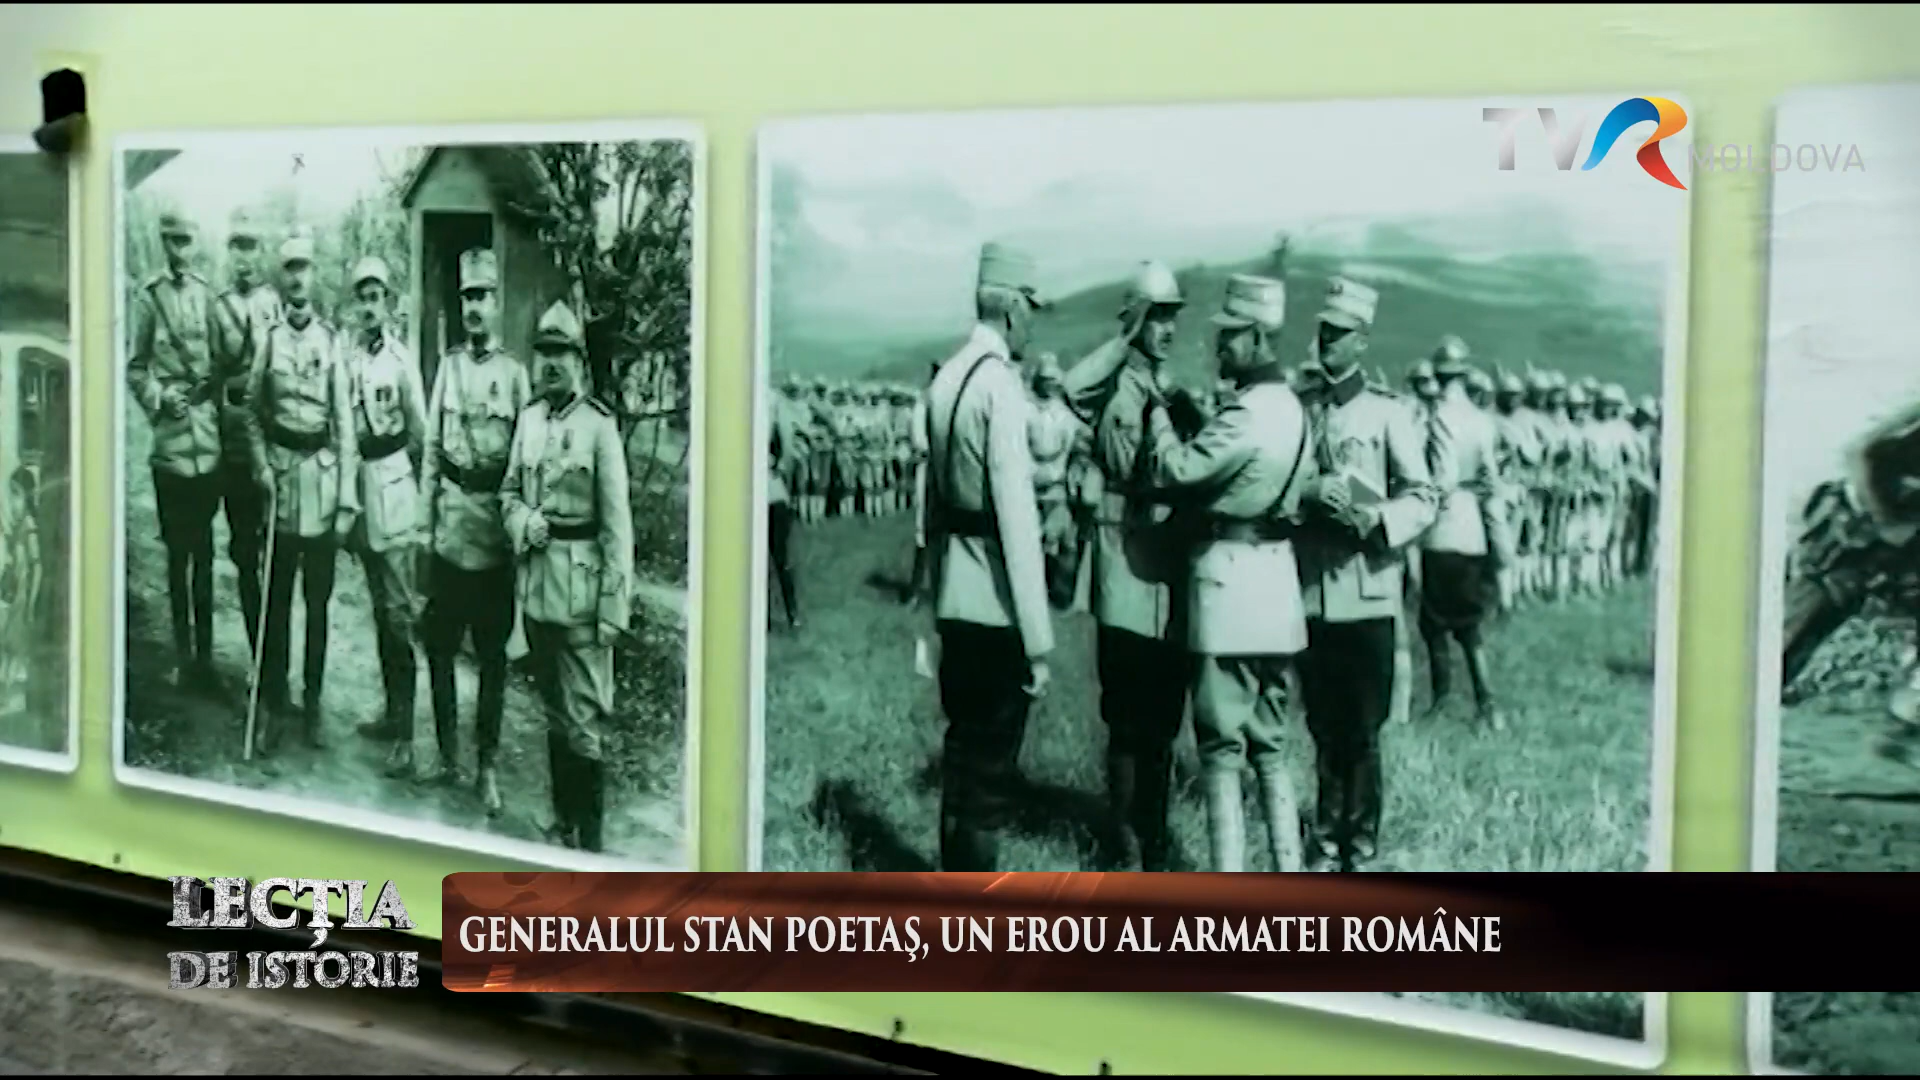 TVR MOLDOVA
LECȚIA
DE ISTORIE
GENERALUL STAN POETAŞ, UN EROU AL ARMATEI ROMÂNE